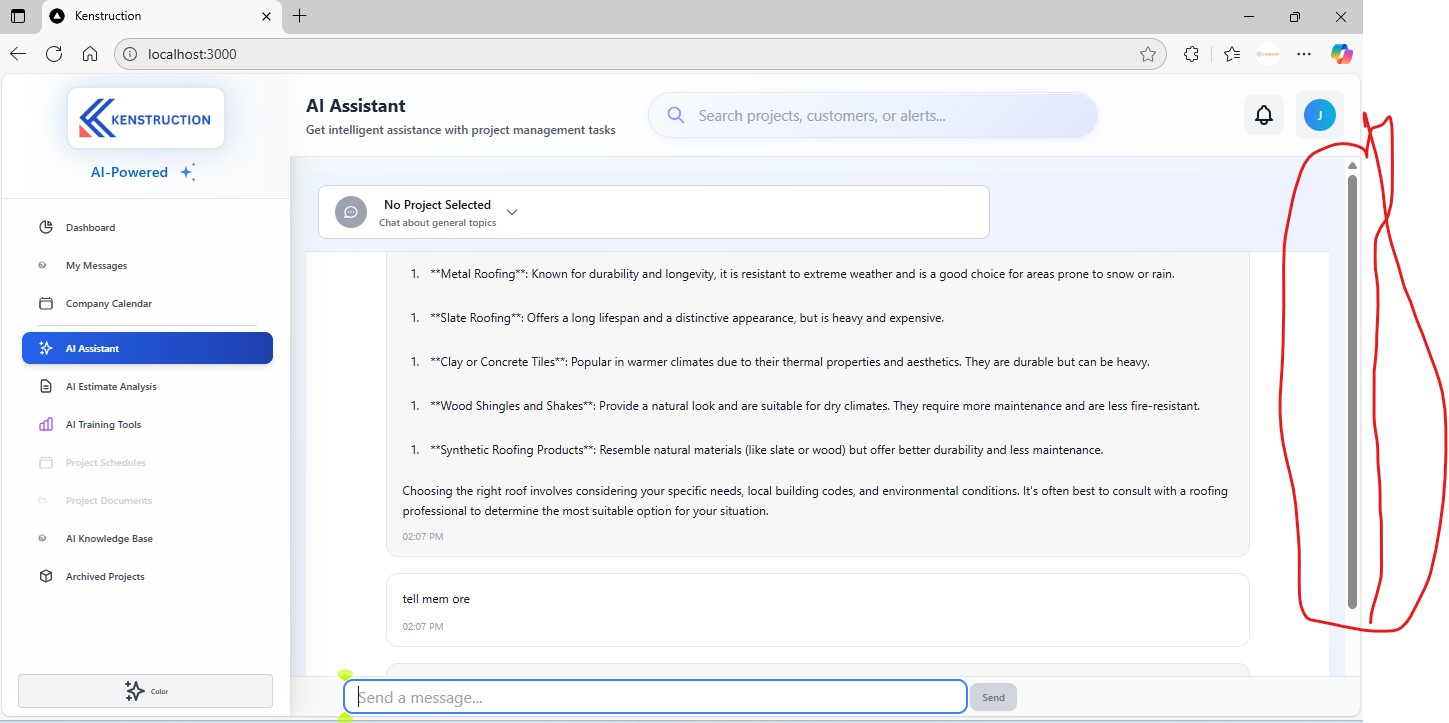 Kenstruction
localhost:3000
KENSTRUCTION
AI-Powered
Dashboard
My Messages
Company Calendar
AI Assistant
AI Estimate Analysis
AI Training Tools
Project Schedules
Project Documents
AI Knowledge Base
Archived Projects
Color
AI Assistant
Get intelligent assistance with project management tasks
Search projects, customers, or alerts...
J
No Project Selected
Chat about general topics
1. **Metal Roofing**: Known for durability and longevity, it is resistant to extreme weather and is a good choice for areas prone to snow or rain.
1. **Slate Roofing**: Offers a long lifespan and a distinctive appearance, but is heavy and expensive.
1. **Clay or Concrete Tiles**: Popular in warmer climates due to their thermal properties and aesthetics. They are durable but can be heavy.
1. **Wood Shingles and Shakes**: Provide a natural look and are suitable for dry climates. They require more maintenance and are less fire-resistant.
1. **Synthetic Roofing Products**: Resemble natural materials (like slate or wood) but offer better durability and less maintenance.
Choosing the right roof involves considering your specific needs, local building codes, and environmental conditions. It's often best to consult with a roofing
professional to determine the most suitable option for your situation.
02:07 PM
tell mem ore
02:07 PM
Send a message...
Send